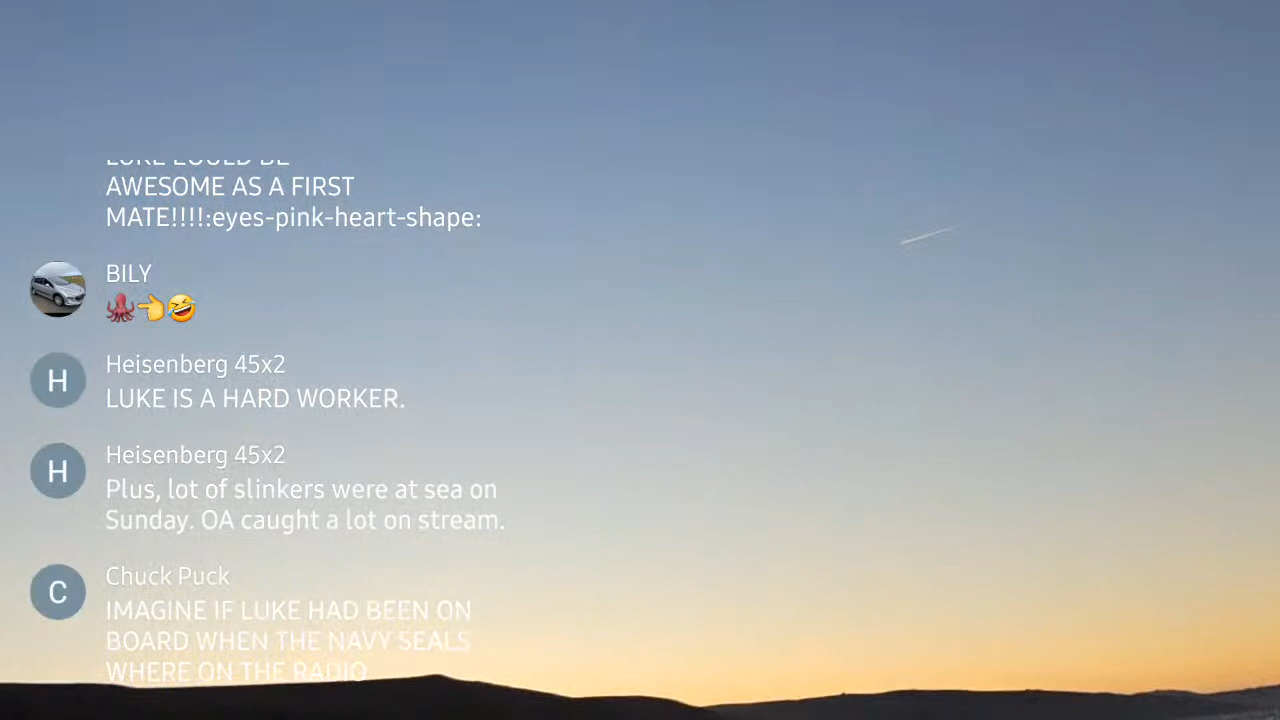 AWESOME AS A FIRST
MATE!!!!:eyes-pink-heart-shape:
BILY
🐙👈🤣
H
Heisenberg 45x2
LUKE IS A HARD WORKER.
H
Heisenberg 45x2
Plus, lot of slinkers were at sea on
Sunday. OA caught a lot on stream.
C
Chuck Puck
IMAGINE IF LUKE HAD BEEN ON
BOARD WHEN THE NAVY SEALS
WHERE ON THE RADIO